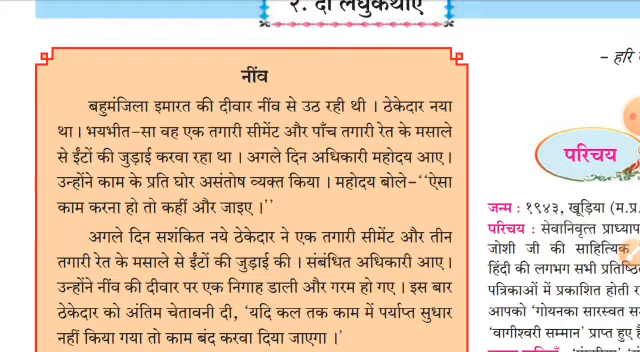 २. दो लघुकथाएँ
– हरि
नींव
बहुमंजिला इमारत की दीवार नींव से उठ रही थी । ठेकेदार नया
था । भयभीत-सा वह एक तगारी सीमेंट और पाँच तगारी रेत के मसाले
से ईंटों की जुड़ाई करवा रहा था । अगले दिन अधिकारी महोदय आए ।
उन्होंने काम के प्रति घोर असंतोष व्यक्त किया । महोदय बोले-‘‘ऐसा
काम करना हो तो कहीं और जाइए ।’’
अगले दिन सशंकित नये ठेकेदार ने एक तगारी सीमेंट और तीन
तगारी रेत के मसाले से ईंटों की जुड़ाई की । संबंधित अधिकारी आए ।
उन्होंने नींव की दीवार पर एक निगाह डाली और गरम हो गए । इस बार
ठेकेदार को अंतिम चेतावनी दी, ‘यदि कल तक काम में पर्याप्त सुधार
नहीं किया गया तो काम बंद करवा दिया जाएगा ।’
परिचय
जन्म : १९४३, खूड़िया (म.प्र.
परिचय : सेवानिवृत्त प्राध्याप
जोशी जी की साहित्यिक
हिंदी की लगभग सभी प्रतिष्ठि
पत्रिकाओं में प्रकाशित होती र
आपको ‘गोयनका सारस्वत स
‘वागीश्वरी सम्मान’ प्राप्त हुए